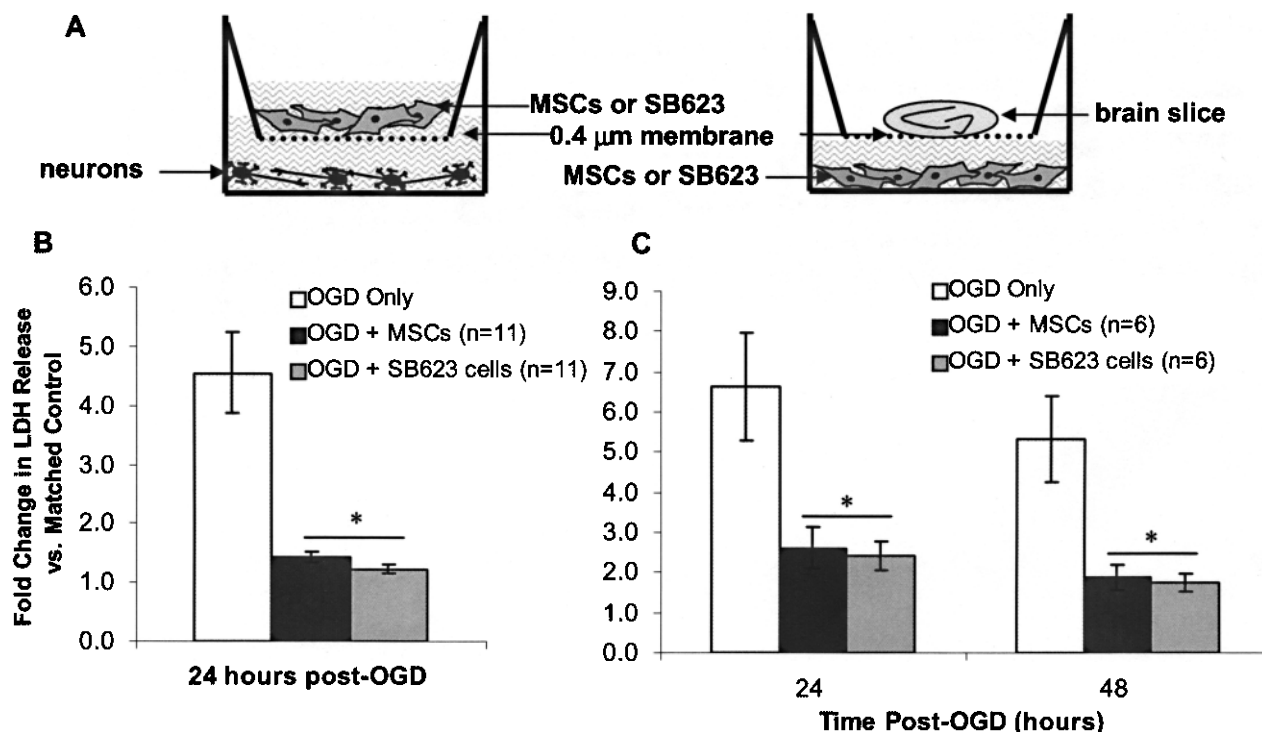 A
MSCs or SB623
0.4 μm membrane
neurons
brain slice
MSCs or SB623
B
Fold Change in LDH Release
vs. Matched Control
6.0
5.0
4.0
3.0
2.0
1.0
0.0
OGD Only
OGD + MSCs (n=11)
OGD + SB623 cells (n=11)
*
24 hours post-OGD
C
9.0
8.0
7.0
6.0
5.0
4.0
3.0
2.0
1.0
0.0
OGD Only
OGD + MSCs (n=6)
OGD + SB623 cells (n=6)
*
*
24
48
Time Post-OGD (hours)